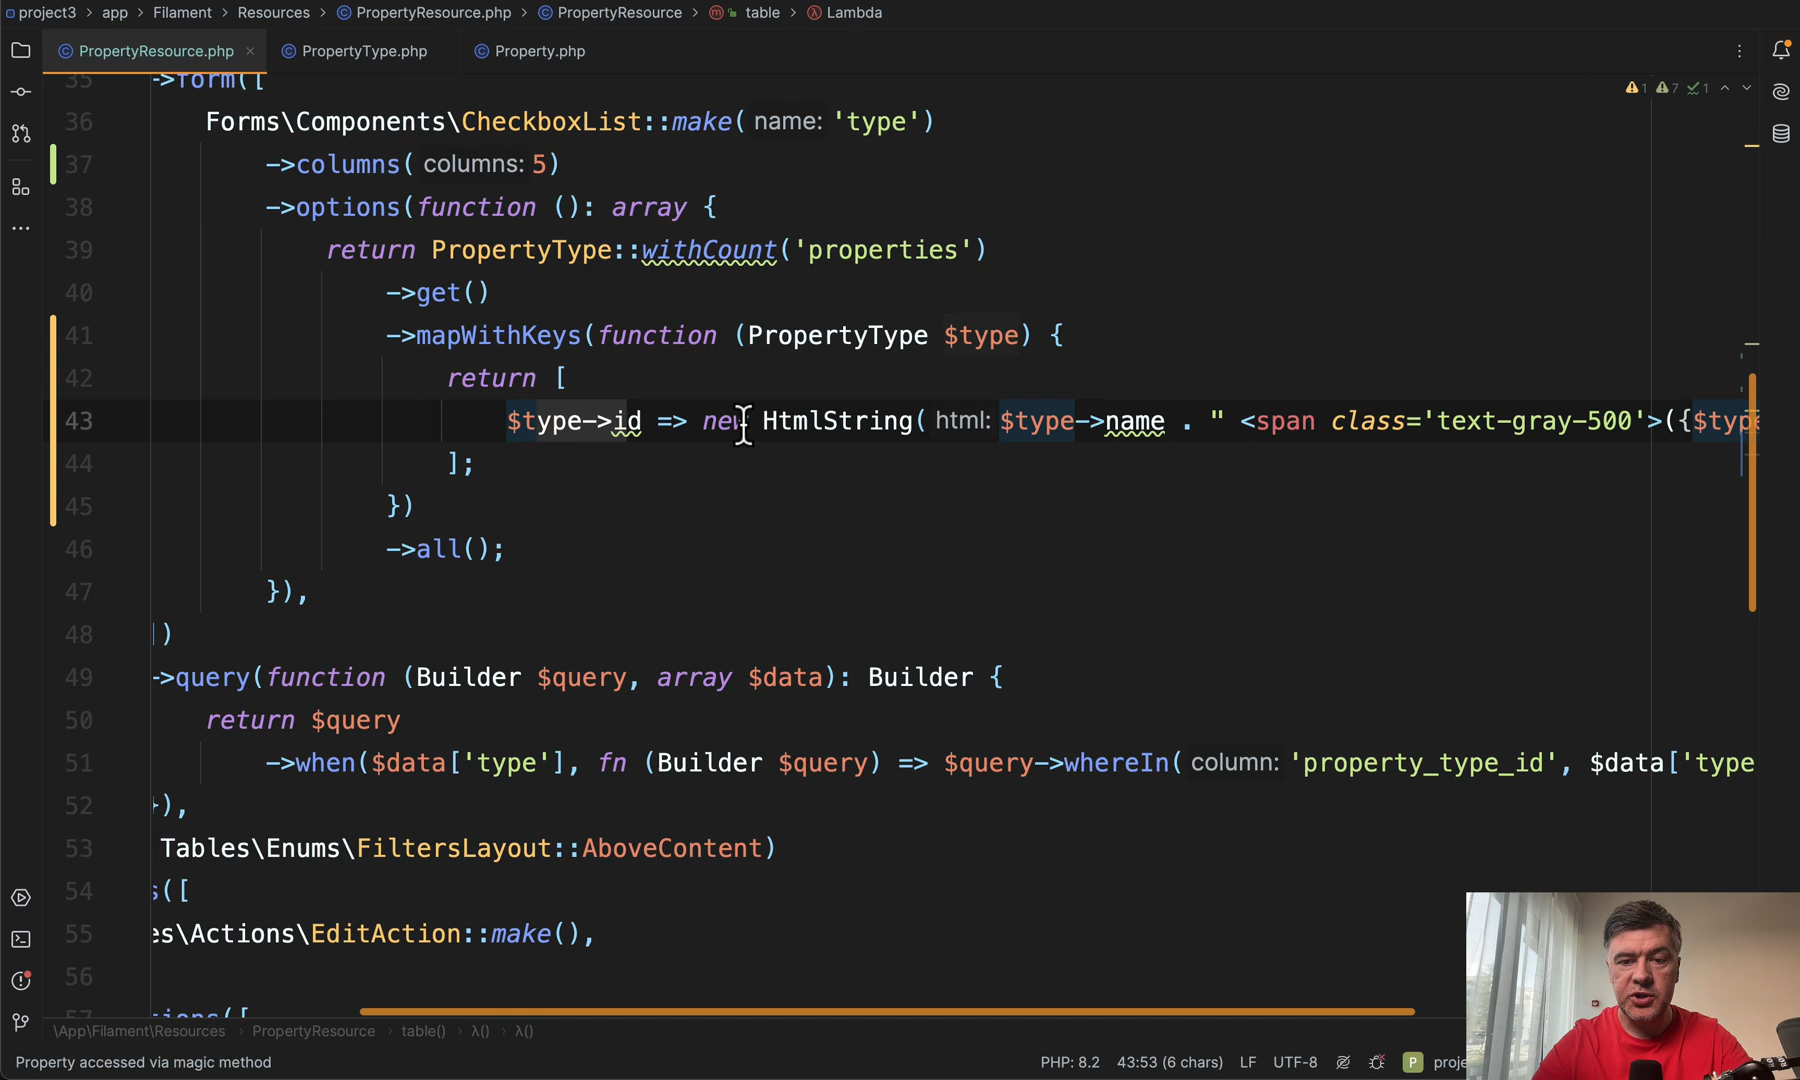 project3 > app > Filament > Resources > PropertyResource.php > PropertyResource > table > Lambda
PropertyResource.php PropertyType.php Property.php
1 7 1
35 ->form([
36 Forms\Components\CheckboxList::make( name: 'type')
37 ->columns( columns: 5)
38 ->options(function (): array {
39 return PropertyType::withCount('properties')
40 ->get()
41 ->mapWithKeys(function (PropertyType $type) {
42 return [
43 $type->id => new HtmlString( html: $type->name . " <span class='text-gray-500'>({$type
44 ];
45 })
46 ->all();
47 }),
48 ])
49 ->query(function (Builder $query, array $data): Builder {
50 return $query
51 ->when($data['type'], fn (Builder $query) => $query->whereIn( column: 'property_type_id', $data['type
52 }),
53 Tables\Enums\FiltersLayout::AboveContent)
54 s([
55 es\Actions\EditAction::make(),
56
57 tions([
\App\Filament\Resources > PropertyResource > table() > λ() > λ()
Property accessed via magic method PHP: 8.2 43:53 (6 chars) LF UTF-8 P proje